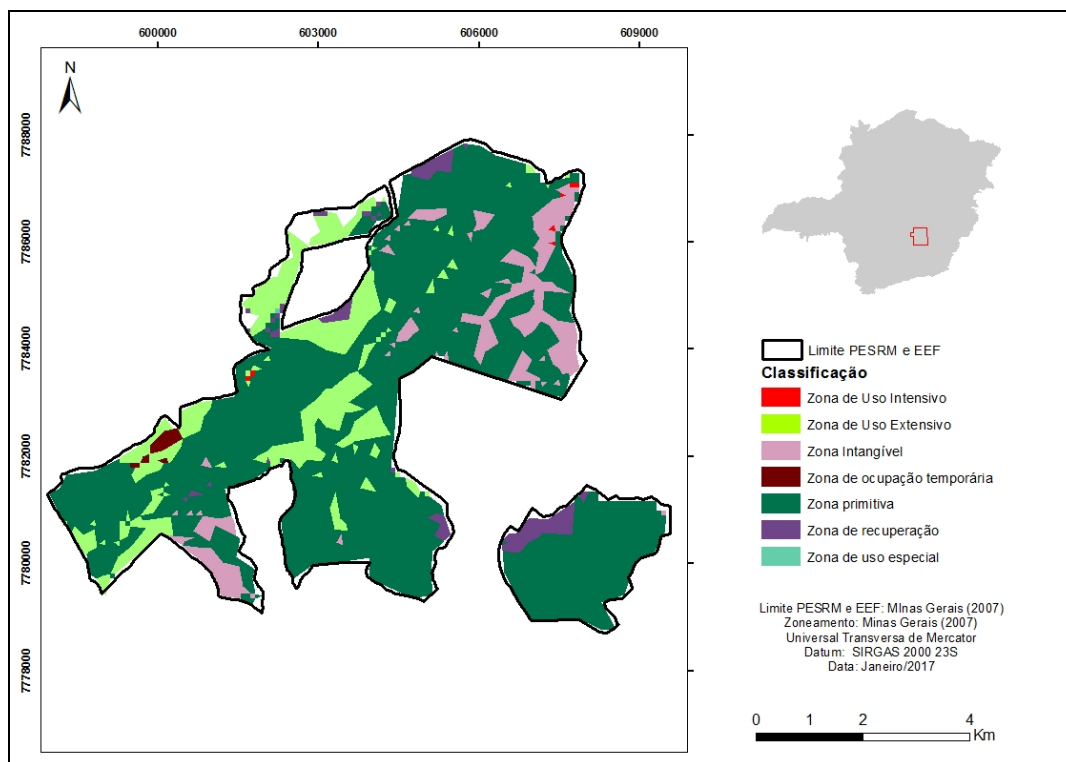 600000 603000 606000 609000
N
7788000
7786000
7784000
7782000
7780000
7778000
Limite PESRM e EEF
Classificação
Zona de Uso Intensivo
Zona de Uso Extensivo
Zona Intangível
Zona de ocupação temporária
Zona primitiva
Zona de recuperação
Zona de uso especial
Limite PESRM e EEF: MInas Gerais (2007)
Zoneamento: Minas Gerais (2007)
Universal Transversa de Mercator
Datum: SIRGAS 2000 23S
Data: Janeiro/2017
0 1 2 4
Km